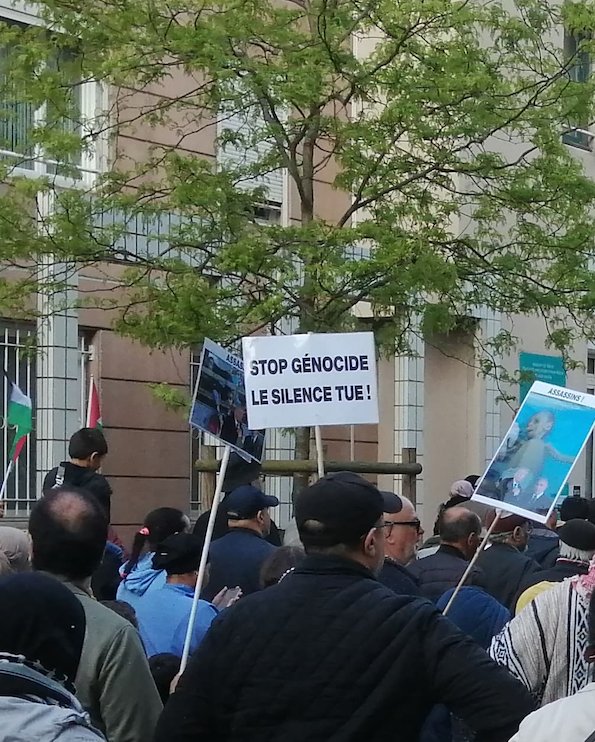 STOP GÉNOCIDE
LE SILENCE TUE !
ASSASSINS !